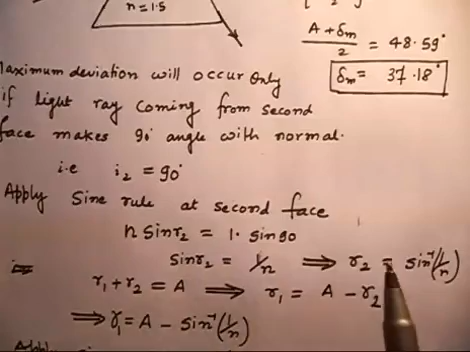 n = 1.5
A + δm / 2 = 48.59°
δm = 37.18°
Maximum deviation will occur only
if light ray coming from second
face makes 90° angle with normal.
i.e i₂ = 90°
Apply Sine rule at second face
n sin r₂ = 1. sin 90
sin r₂ = 1/n ⟹ r₂ = sin⁻¹(1/n)
r₁ + r₂ = A ⟹ r₁ = A − r₂
⟹ r₁ = A − sin⁻¹(1/n)